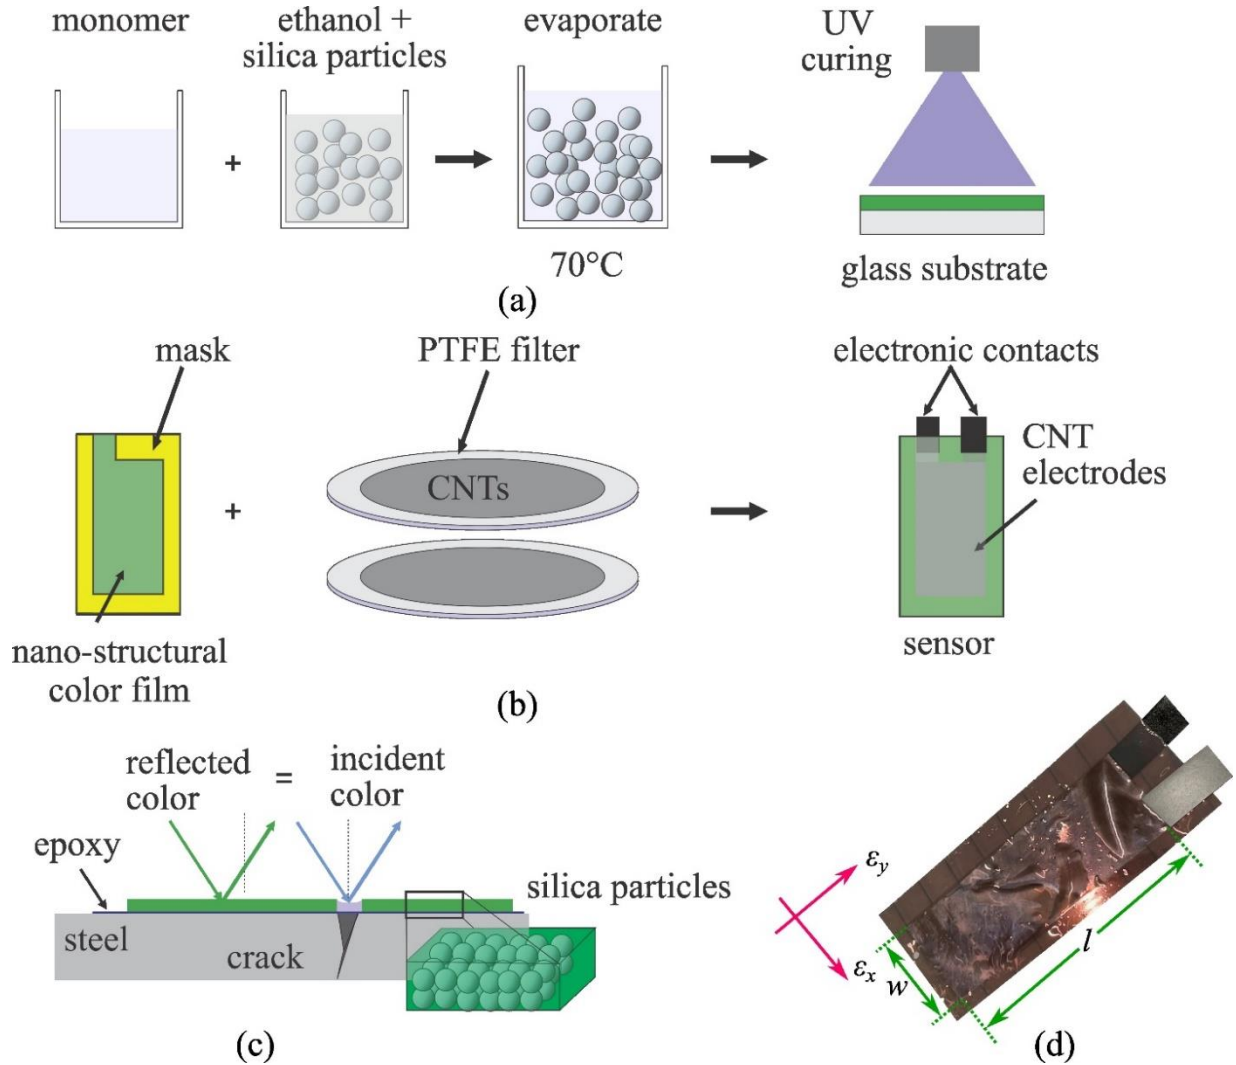 monomer
ethanol +
silica particles
evaporate
UV
curing
+
70°C
glass substrate
(a)
mask
PTFE filter
electronic contacts
CNTs
CNT
electrodes
+
nano-structural
color film
sensor
(b)
reflected
color
=
incident
color
epoxy
silica particles
steel
crack
(c)
εy
εx
w
l
(d)